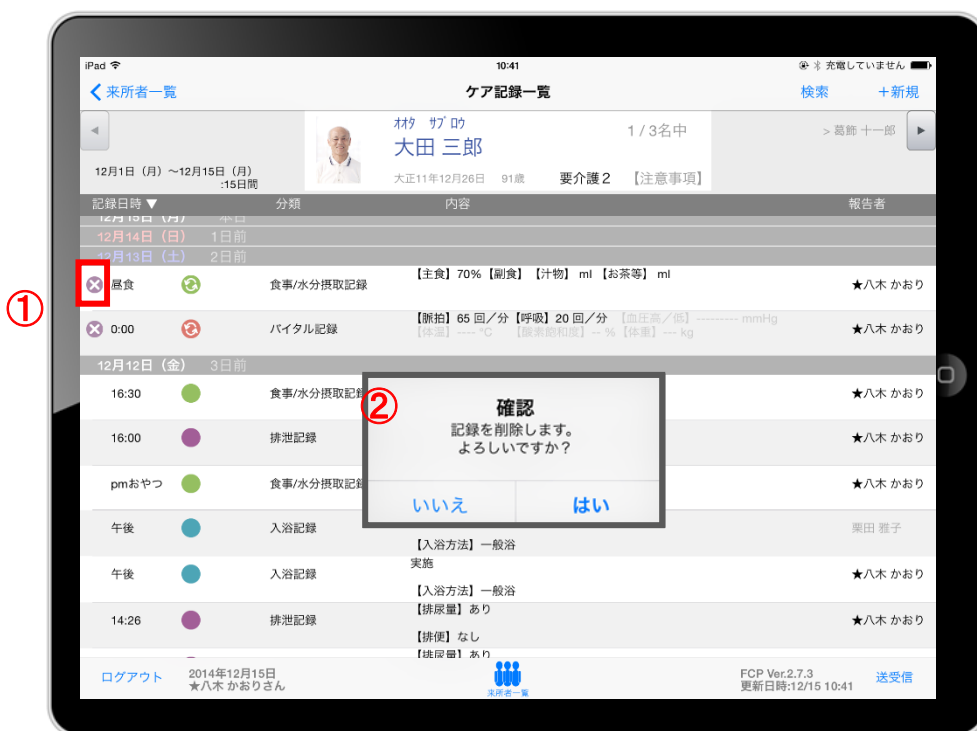 iPad 10:41 充電していません
来所者一覧 ケア記録一覧 検索 +新規
オオタ サブロウ
大田 三郎 1 / 3名中 > 葛飾 十一郎
12月1日（月）～12月15日（月）
:15日間
大正11年12月26日 91歳 要介護２ 【注意事項】
記録日時 ▼ 分類 内容 報告者
12月15日（月） 本日
12月14日（日） 1日前
12月13日（土） 2日前
①
昼食 食事/水分摂取記録 【主食】70%【副食】【汁物】 ml 【お茶等】 ml ★八木 かおり
0:00 バイタル記録 【脈拍】65 回／分【呼吸】20 回／分 【血圧高／低】--------- mmHg ★八木 かおり
【体温】---- ℃ 【酸素飽和度】-- %【体重】--- kg
12月12日（金） 3日前
16:30 食事/水分摂取記録 ★八木 かおり
②
確認
記録を削除します。
よろしいですか？
いいえ はい
16:00 排泄記録 ★八木 かおり
pmおやつ 食事/水分摂取記録 ★八木 かおり
午後 入浴記録 栗田 雅子
【入浴方法】一般浴
実施
午後 入浴記録 ★八木 かおり
【入浴方法】一般浴
【排尿量】あり
14:26 排泄記録 ★八木 かおり
【排便】なし
【排尿量】あり
ログアウト 2014年12月15日
★八木 かおりさん
来所者一覧
FCP Ver.2.7.3
更新日時:12/15 10:41
送受信